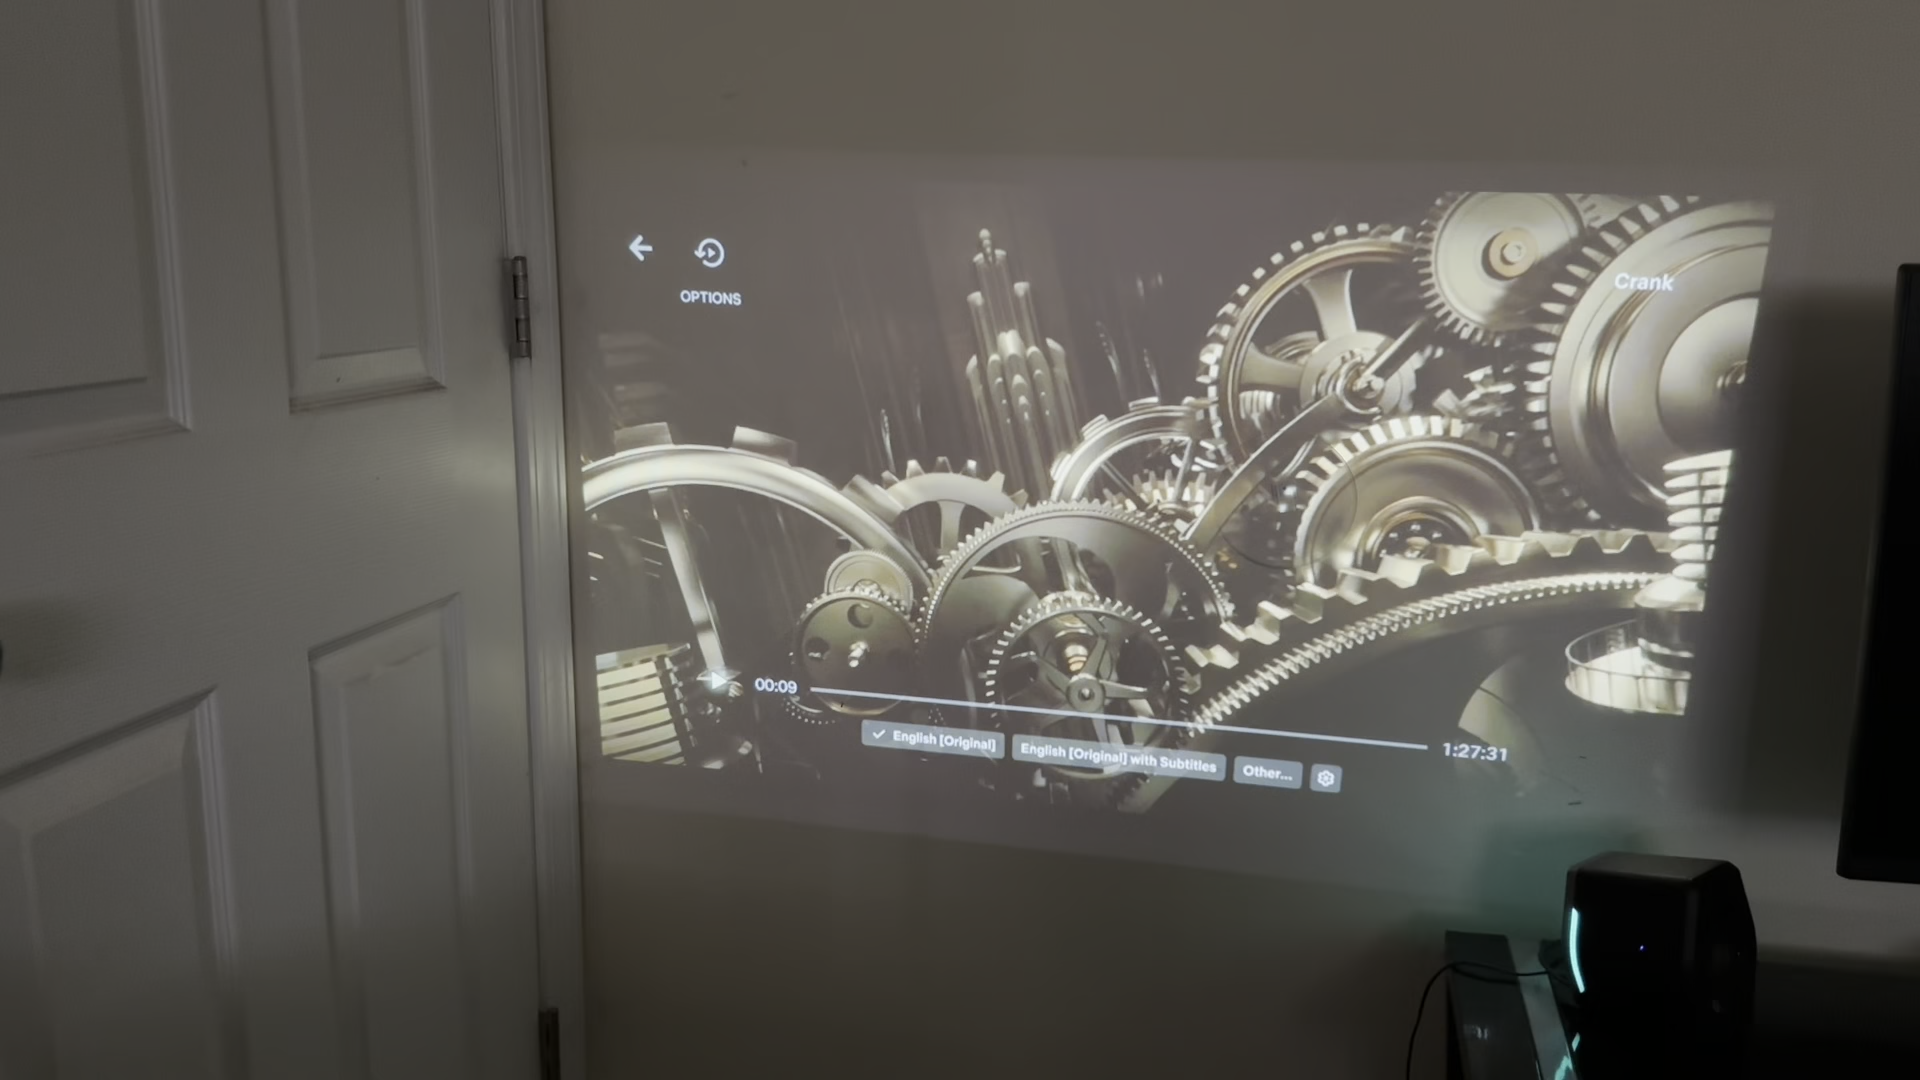 OPTIONS
Crank
00:09
1:27:31
English [Original]
English [Original] with Subtitles
Other...